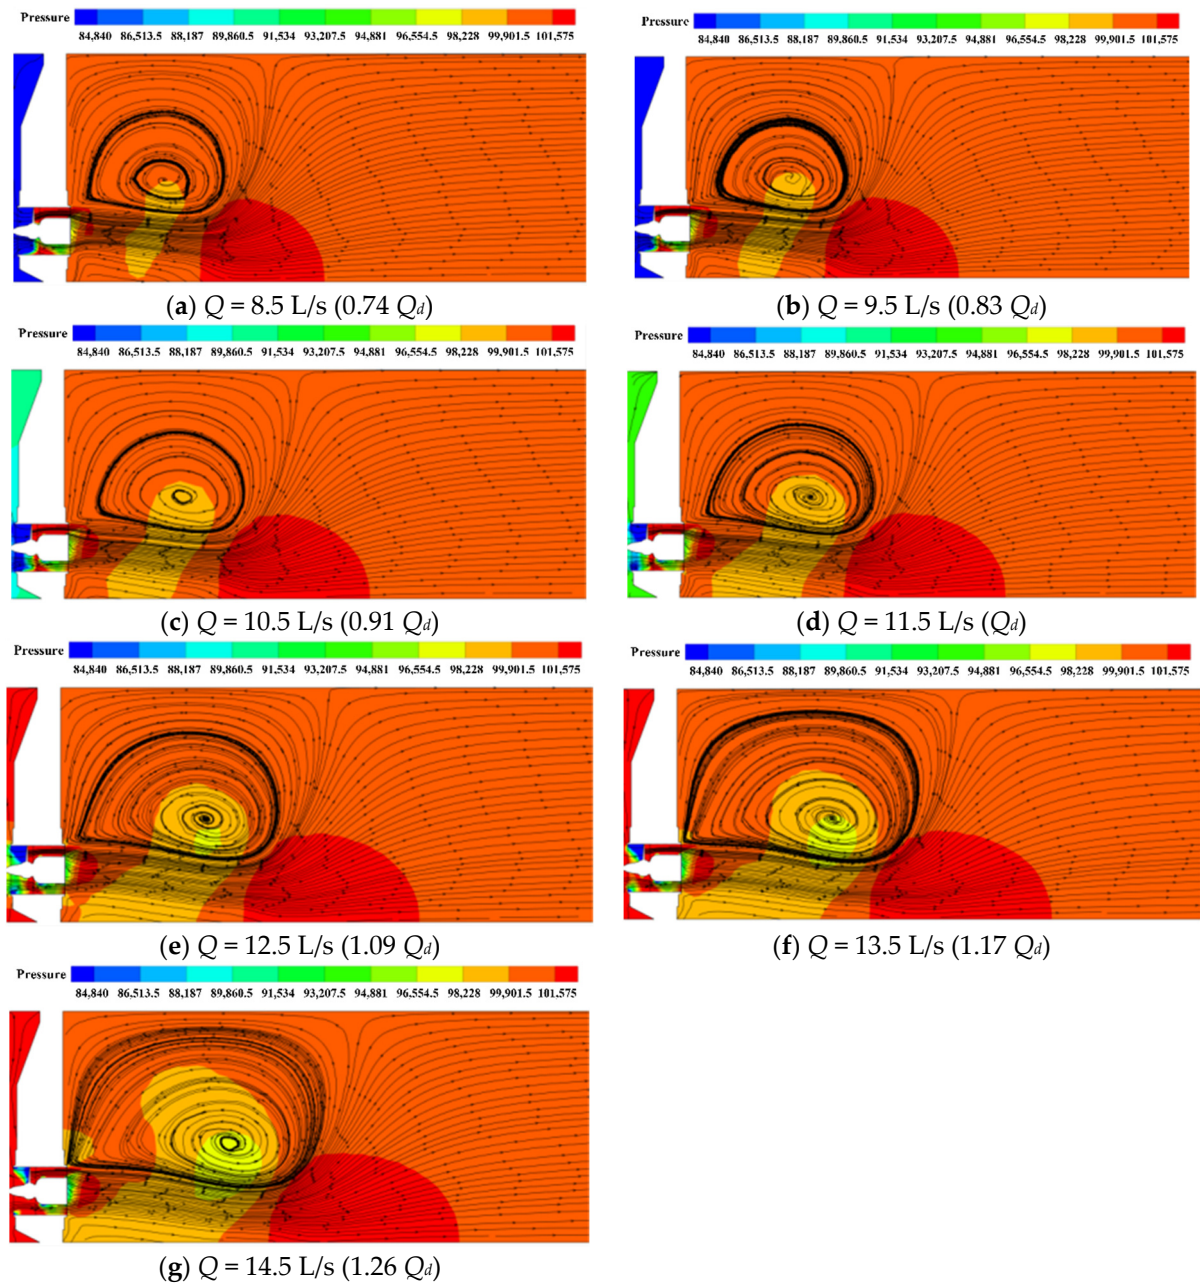 Pressure
84,840 86,513.5 88,187 89,860.5 91,534 93,207.5 94,881 96,554.5 98,228 99,901.5 101,575
Pressure
84,840 86,513.5 88,187 89,860.5 91,534 93,207.5 94,881 96,554.5 98,228 99,901.5 101,575
(a) Q = 8.5 L/s (0.74 Qd)
(b) Q = 9.5 L/s (0.83 Qd)
Pressure
84,840 86,513.5 88,187 89,860.5 91,534 93,207.5 94,881 96,554.5 98,228 99,901.5 101,575
Pressure
84,840 86,513.5 88,187 89,860.5 91,534 93,207.5 94,881 96,554.5 98,228 99,901.5 101,575
(c) Q = 10.5 L/s (0.91 Qd)
(d) Q = 11.5 L/s (Qd)
Pressure
84,840 86,513.5 88,187 89,860.5 91,534 93,207.5 94,881 96,554.5 98,228 99,901.5 101,575
Pressure
84,840 86,513.5 88,187 89,860.5 91,534 93,207.5 94,881 96,554.5 98,228 99,901.5 101,575
(e) Q = 12.5 L/s (1.09 Qd)
(f) Q = 13.5 L/s (1.17 Qd)
Pressure
84,840 86,513.5 88,187 89,860.5 91,534 93,207.5 94,881 96,554.5 98,228 99,901.5 101,575
(g) Q = 14.5 L/s (1.26 Qd)